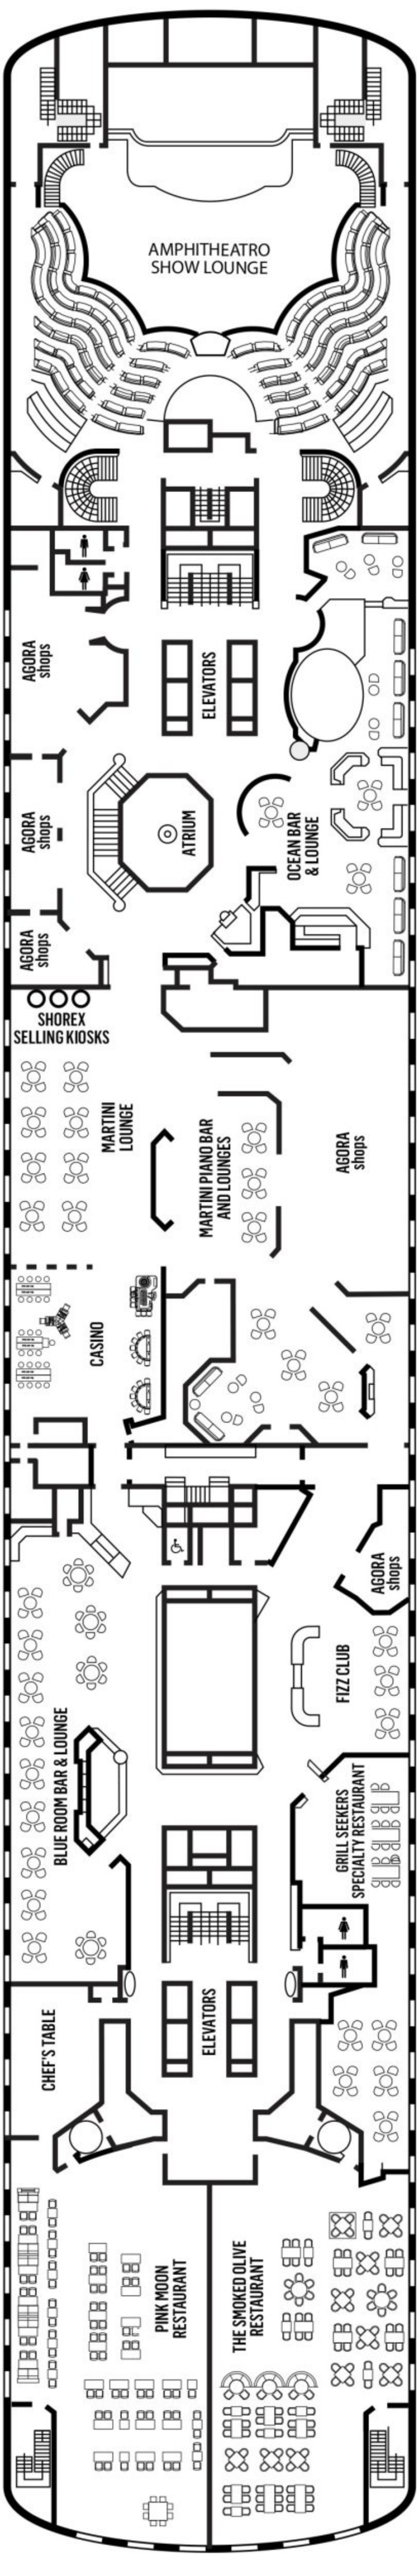 AMPHITHEATRO
SHOW LOUNGE
AGORA
shops
ELEVATORS
AGORA
shops
ATRIUM
OCEAN BAR
& LOUNGE
AGORA
shops
SHOREX
SELLING KIOSKS
MARTINI
LOUNGE
MARTINI PIANO BAR
AND LOUNGES
AGORA
shops
CASINO
AGORA
shops
FIZZ CLUB
BLUE ROOM BAR & LOUNGE
GRILL SEEKERS
SPECIALTY RESTAURANT
CHEF'S TABLE
ELEVATORS
PINK MOON
RESTAURANT
THE SMOKED OLIVE
RESTAURANT